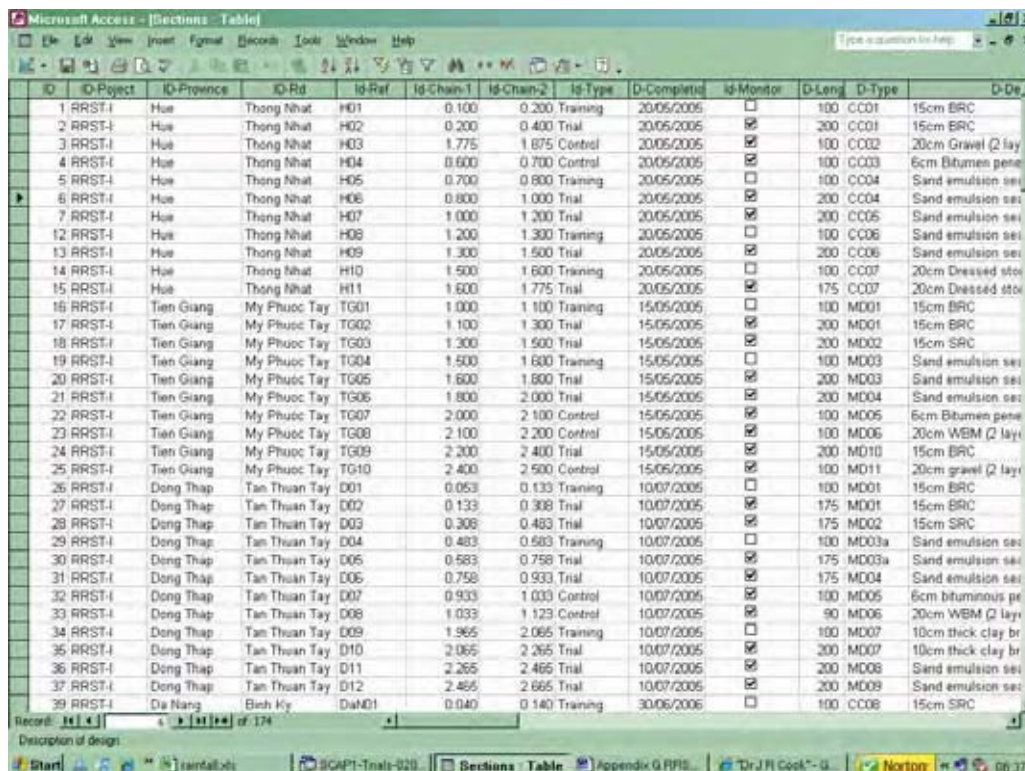 Microsoft Access - [Sections : Table]
File Edit View Insert Format Records Tools Window Help Type a question for help
ID ID-Poject ID-Province ID-Rd Id-Ref Id-Chain-1 Id-Chain-2 Id-Type D-Completio Id-Monitor D-Leng D-Type D-De
1 RRST-I Hue Thong Nhat H01 0.100 0.200 Training 20/05/2005 100 CC01 15cm BRC
2 RRST-I Hue Thong Nhat H02 0.200 0.400 Trial 20/05/2005 200 CC01 15cm BRC
3 RRST-I Hue Thong Nhat H03 1.775 1.875 Control 20/05/2005 100 CC02 20cm Gravel (2 lay
4 RRST-I Hue Thong Nhat H04 0.600 0.700 Control 20/05/2005 100 CC03 6cm Bitumen pene
5 RRST-I Hue Thong Nhat H05 0.700 0.800 Training 20/05/2005 100 CC04 Sand emulsion sea
6 RRST-I Hue Thong Nhat H06 0.800 1.000 Trial 20/05/2005 200 CC04 Sand emulsion sea
7 RRST-I Hue Thong Nhat H07 1.000 1.200 Trial 20/05/2005 200 CC05 Sand emulsion sea
12 RRST-I Hue Thong Nhat H08 1.200 1.300 Training 20/05/2005 100 CC06 Sand emulsion sea
13 RRST-I Hue Thong Nhat H09 1.300 1.500 Trial 20/05/2005 200 CC06 Sand emulsion sea
14 RRST-I Hue Thong Nhat H10 1.500 1.600 Training 20/05/2005 100 CC07 20cm Dressed sto
15 RRST-I Hue Thong Nhat H11 1.600 1.775 Trial 20/05/2005 175 CC07 20cm Dressed sto
16 RRST-I Tien Giang My Phuoc Tay TG01 1.000 1.100 Training 15/05/2005 100 MD01 15cm BRC
17 RRST-I Tien Giang My Phuoc Tay TG02 1.100 1.300 Trial 15/05/2005 200 MD01 15cm BRC
18 RRST-I Tien Giang My Phuoc Tay TG03 1.300 1.500 Trial 15/05/2005 200 MD02 15cm SRC
19 RRST-I Tien Giang My Phuoc Tay TG04 1.500 1.600 Training 15/05/2005 100 MD03 Sand emulsion sea
20 RRST-I Tien Giang My Phuoc Tay TG05 1.600 1.800 Trial 15/05/2005 200 MD03 Sand emulsion sea
21 RRST-I Tien Giang My Phuoc Tay TG06 1.800 2.000 Trial 15/05/2005 200 MD04 Sand emulsion sea
22 RRST-I Tien Giang My Phuoc Tay TG07 2.000 2.100 Control 15/05/2005 100 MD05 6cm Bitumen pene
23 RRST-I Tien Giang My Phuoc Tay TG08 2.100 2.200 Control 15/05/2005 100 MD06 20cm WBM (2 laye
24 RRST-I Tien Giang My Phuoc Tay TG09 2.200 2.400 Trial 15/05/2005 200 MD10 15cm BRC
25 RRST-I Tien Giang My Phuoc Tay TG10 2.400 2.500 Control 15/05/2005 100 MD11 20cm gravel (2 laye
26 RRST-I Dong Thap Tan Thuan Tay D01 0.053 0.133 Training 10/07/2005 100 MD01 15cm BRC
27 RRST-I Dong Thap Tan Thuan Tay D02 0.133 0.308 Trial 10/07/2005 175 MD01 15cm BRC
28 RRST-I Dong Thap Tan Thuan Tay D03 0.308 0.483 Trial 10/07/2005 175 MD02 15cm SRC
29 RRST-I Dong Thap Tan Thuan Tay D04 0.483 0.583 Training 10/07/2005 100 MD03a Sand emulsion sea
30 RRST-I Dong Thap Tan Thuan Tay D05 0.583 0.758 Trial 10/07/2005 175 MD03a Sand emulsion sea
31 RRST-I Dong Thap Tan Thuan Tay D06 0.758 0.933 Trial 10/07/2005 175 MD04 Sand emulsion sea
32 RRST-I Dong Thap Tan Thuan Tay D07 0.933 1.033 Control 10/07/2005 100 MD05 6cm bituminous pe
33 RRST-I Dong Thap Tan Thuan Tay D08 1.033 1.123 Control 10/07/2005 90 MD06 20cm WBM (2 laye
34 RRST-I Dong Thap Tan Thuan Tay D09 1.965 2.065 Training 10/07/2005 100 MD07 10cm thick clay br
35 RRST-I Dong Thap Tan Thuan Tay D10 2.065 2.265 Trial 10/07/2005 200 MD07 10cm thick clay br
36 RRST-I Dong Thap Tan Thuan Tay D11 2.265 2.465 Trial 10/07/2005 200 MD08 Sand emulsion sea
37 RRST-I Dong Thap Tan Thuan Tay D12 2.465 2.665 Trial 10/07/2005 200 MD09 Sand emulsion sea
39 RRST-I Da Nang Binh Ky DaN01 0.040 0.140 Training 30/06/2006 100 CC08 15cm SRC
Record: 6 of 174
Description of design
Start rainfall.xls SCAPT-Trials-020... Sections : Table Appendix G RRS... "Dr J R Cook"- G... Norton